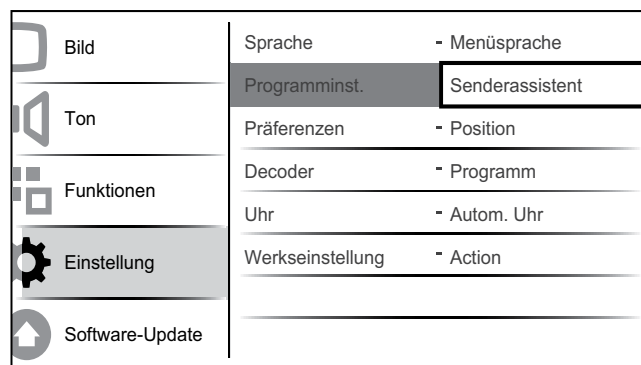 Bild
Ton
Funktionen
Einstellung
Software-Update
Sprache - Menüsprache
Programminst. Senderassistent
Präferenzen - Position
Decoder - Programm
Uhr - Autom. Uhr
Werkseinstellung - Action